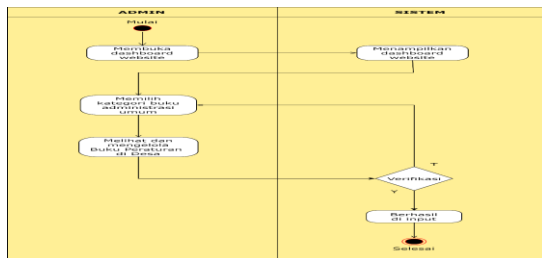 ADMIN
SISTEM
Mulai
Membuka
dashboard
website
Menampilkan
dashboard
website
Memilih
kategori buku
administrasi
umum
Melihat dan
mengelola
Buku Peraturan
di Desa
T
Verifikasi
Y
Berhasil
di Input
Selesai